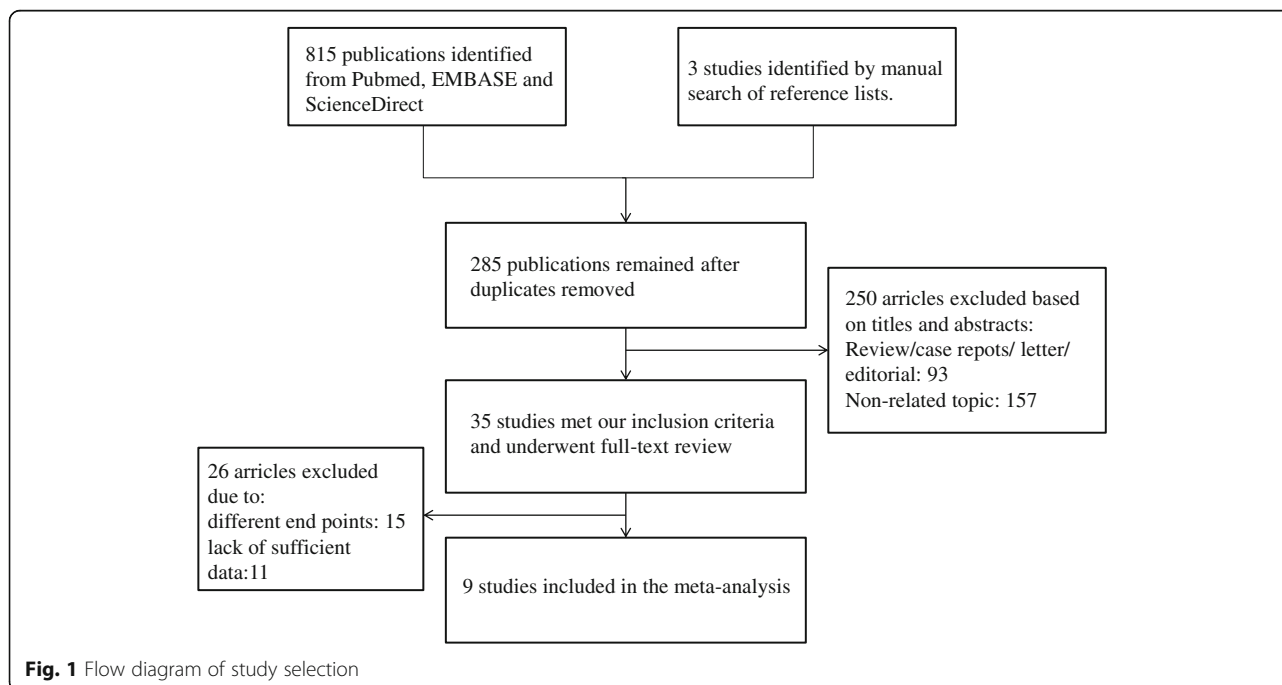 815 publications identified
from Pubmed, EMBASE and
ScienceDirect
3 studies identified by manual
search of reference lists.
285 publications remained after
duplicates removed
250 arricles excluded based
on titles and abstracts:
Review/case repots/ letter/
editorial: 93
Non-related topic: 157
35 studies met our inclusion criteria
and underwent full-text review
26 arricles excluded
due to:
different end points: 15
lack of sufficient
data:11
9 studies included in the meta-analysis
Fig. 1 Flow diagram of study selection